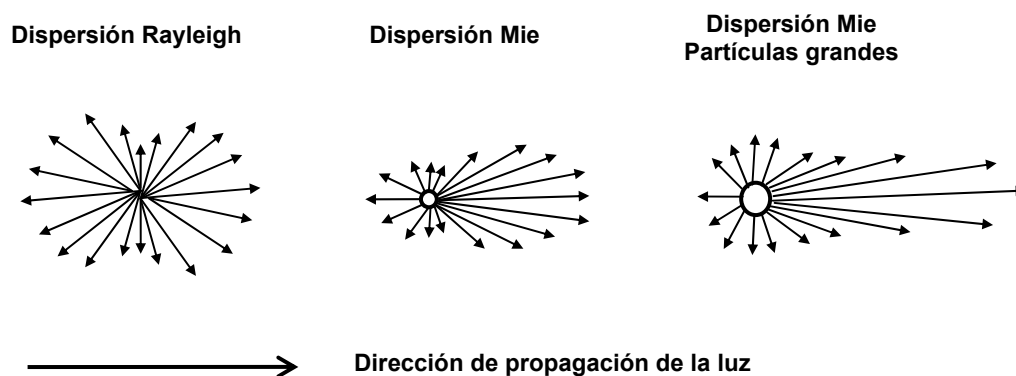 Dispersión Rayleigh
Dispersión Mie
Dispersión Mie
Partículas grandes
Dirección de propagación de la luz